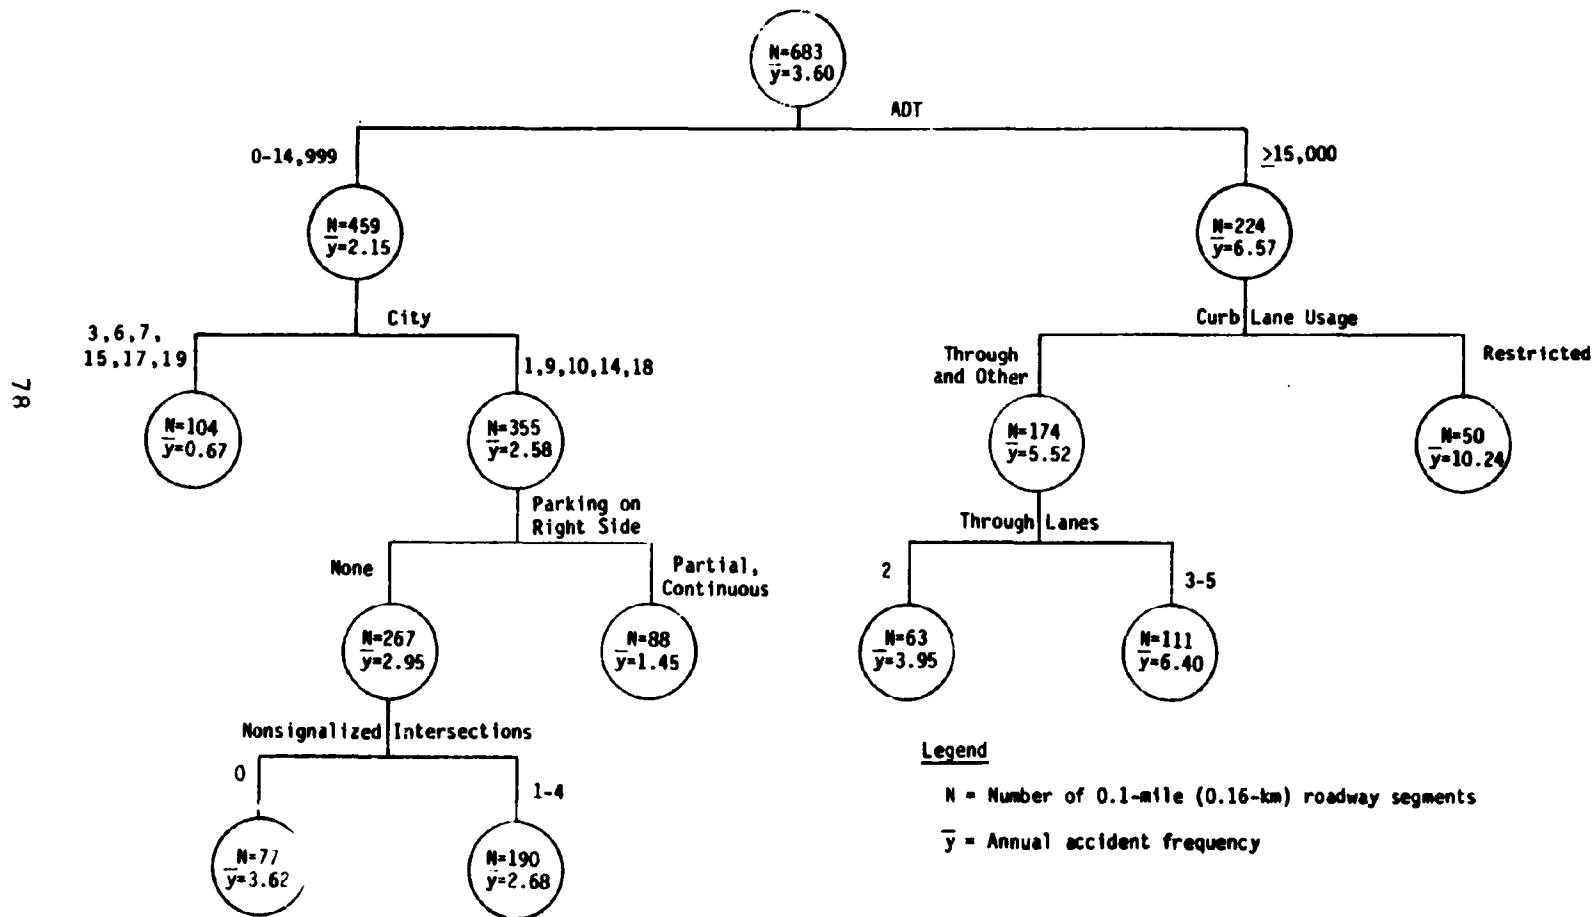 N=683
y̅=3.60
ADT
0-14,999
≥15,000
N=459
y̅=2.15
N=224
y̅=6.57
City
Curb Lane Usage
3,6,7,
15,17,19
1,9,10,14,18
Through
and Other
Restricted
N=104
y̅=0.67
N=355
y̅=2.58
N=174
y̅=5.52
N=50
y̅=10.24
Parking on
Right Side
Through Lanes
None
Partial,
Continuous
2
3-5
N=267
y̅=2.95
N=88
y̅=1.45
N=63
y̅=3.95
N=111
y̅=6.40
Nonsignalized Intersections
0
1-4
N=77
y̅=3.62
N=190
y̅=2.68
Legend
N = Number of 0.1-mile (0.16-km) roadway segments
y̅ = Annual accident frequency
78